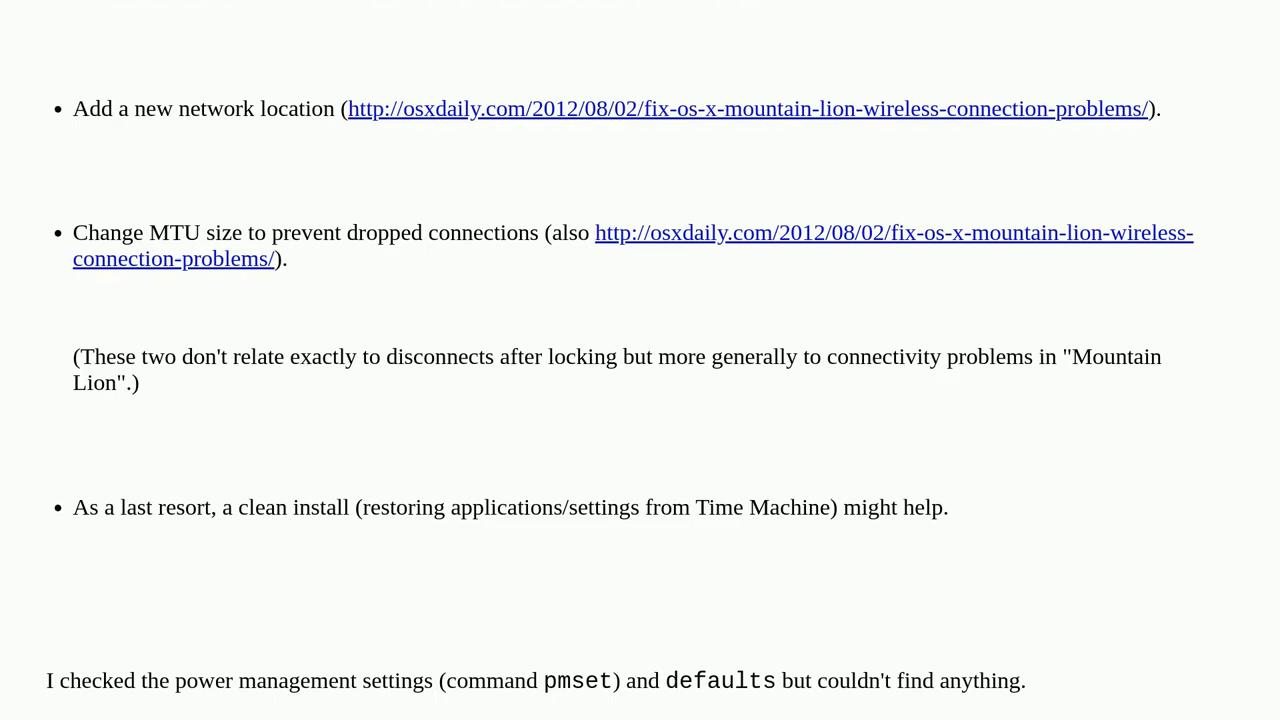 • Add a new network location (http://osxdaily.com/2012/08/02/fix-os-x-mountain-lion-wireless-connection-problems/).
• Change MTU size to prevent dropped connections (also http://osxdaily.com/2012/08/02/fix-os-x-mountain-lion-wireless-
connection-problems/).
(These two don't relate exactly to disconnects after locking but more generally to connectivity problems in "Mountain
Lion".)
• As a last resort, a clean install (restoring applications/settings from Time Machine) might help.
I checked the power management settings (command pmset) and defaults but couldn't find anything.